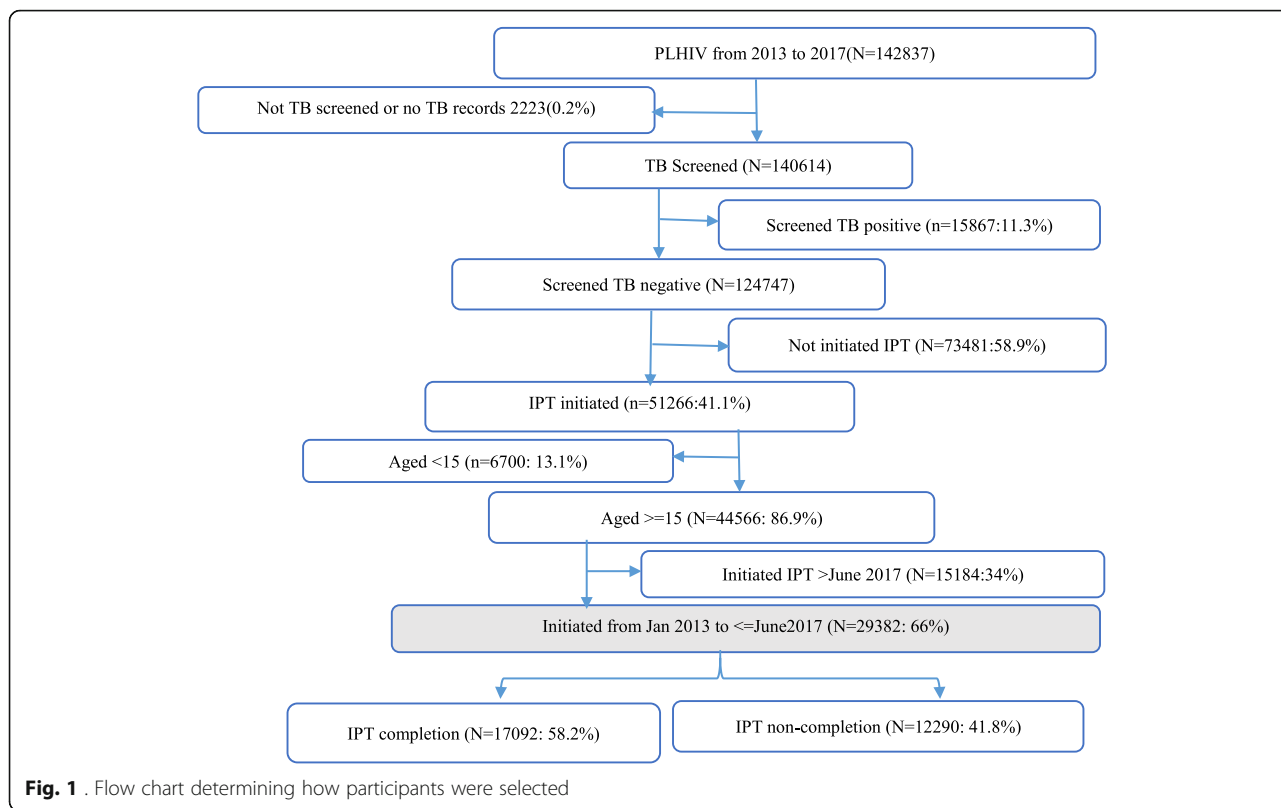 PLHIV from 2013 to 2017(N=142837)
Not TB screened or no TB records 2223(0.2%)
TB Screened (N=140614)
Screened TB positive (n=15867:11.3%)
Screened TB negative (N=124747)
Not initiated IPT (N=73481:58.9%)
IPT initiated (n=51266:41.1%)
Aged <15 (n=6700: 13.1%)
Aged >=15 (N=44566: 86.9%)
Initiated IPT >June 2017 (N=15184:34%)
Initiated from Jan 2013 to <=June2017 (N=29382: 66%)
IPT completion (N=17092: 58.2%)
IPT non-completion (N=12290: 41.8%)
Fig. 1 . Flow chart determining how participants were selected